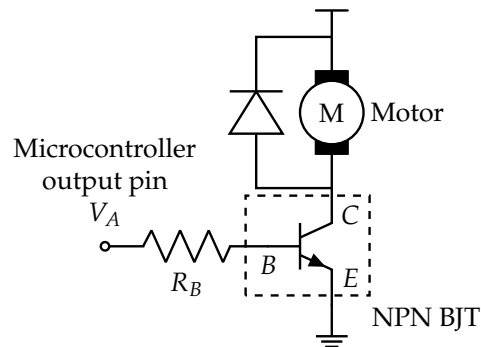 M
Motor
Microcontroller
output pin
V_A
R_B
B
C
E
NPN BJT